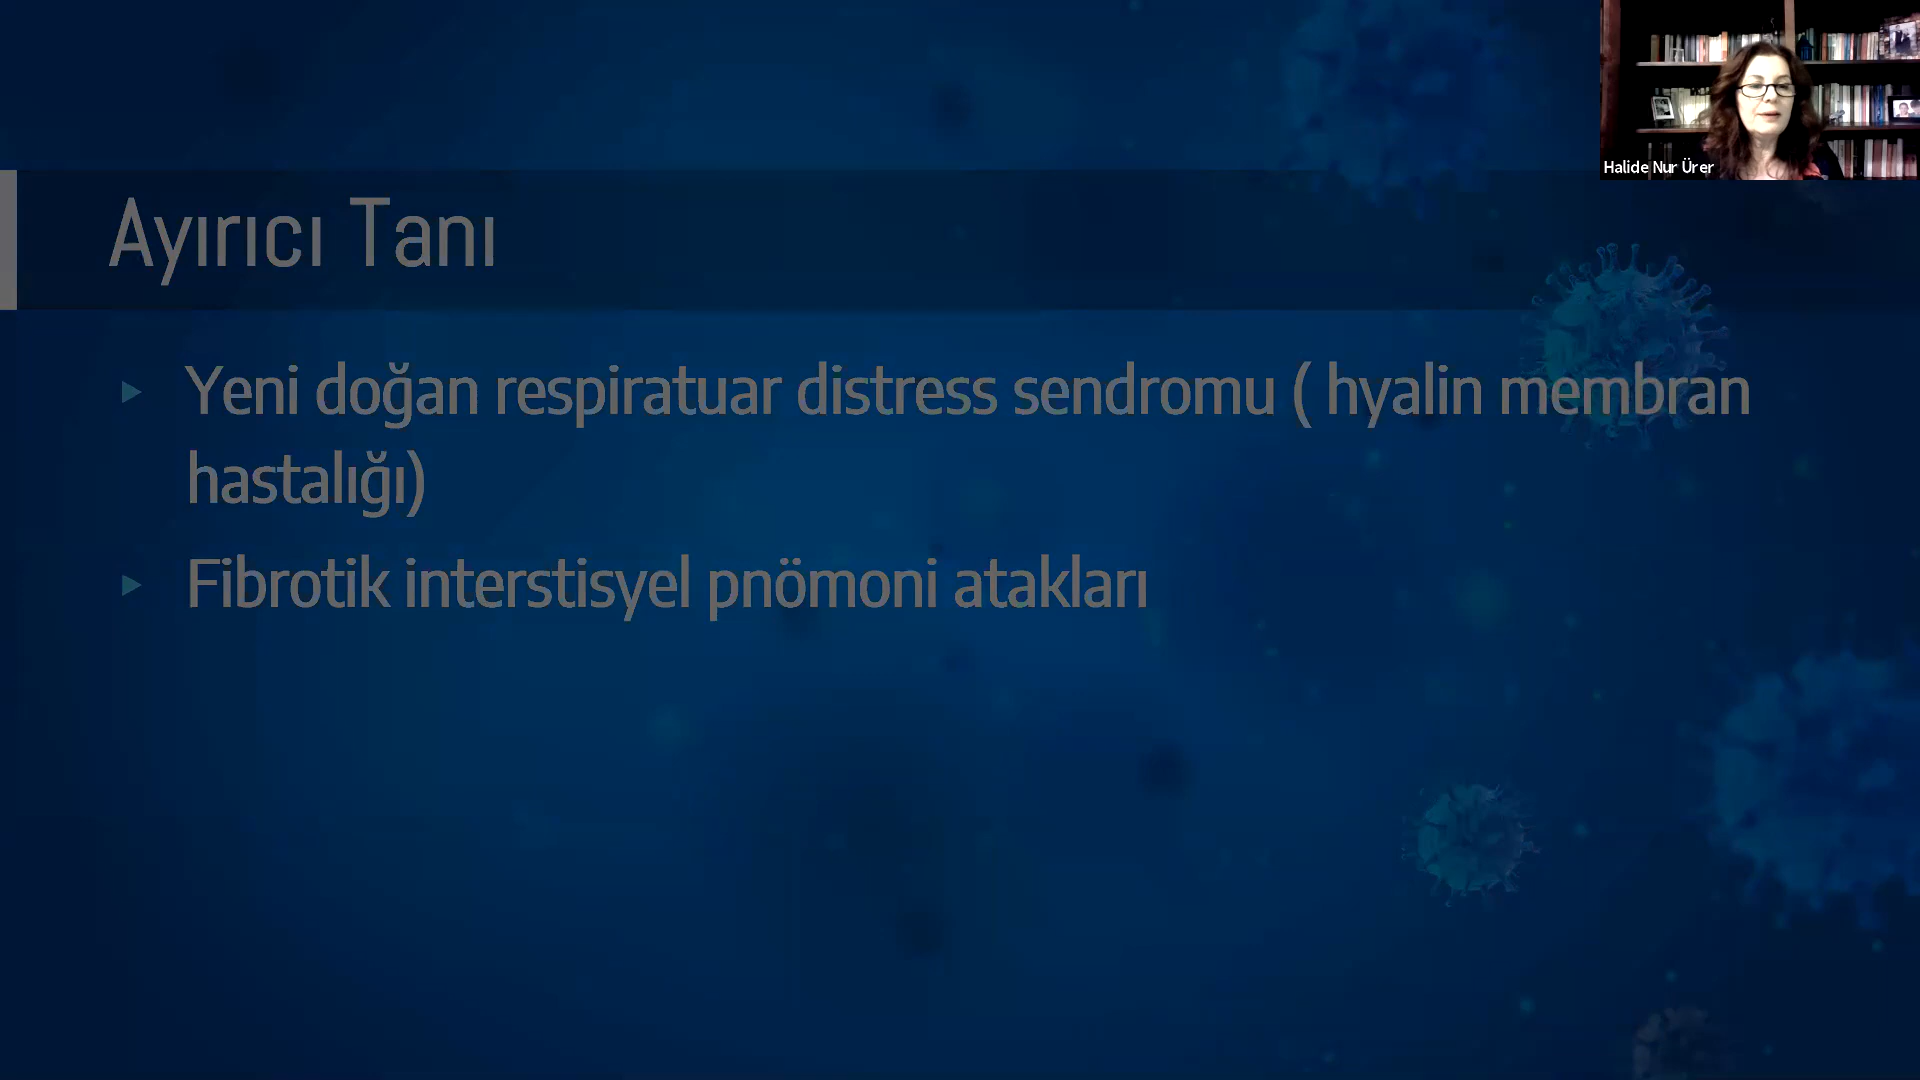 Halide Nur Ürer
Ayırıcı Tanı
Yeni doğan respiratuar distress sendromu ( hyalin membran
hastalığı)
Fibrotik interstisyel pnömoni atakları